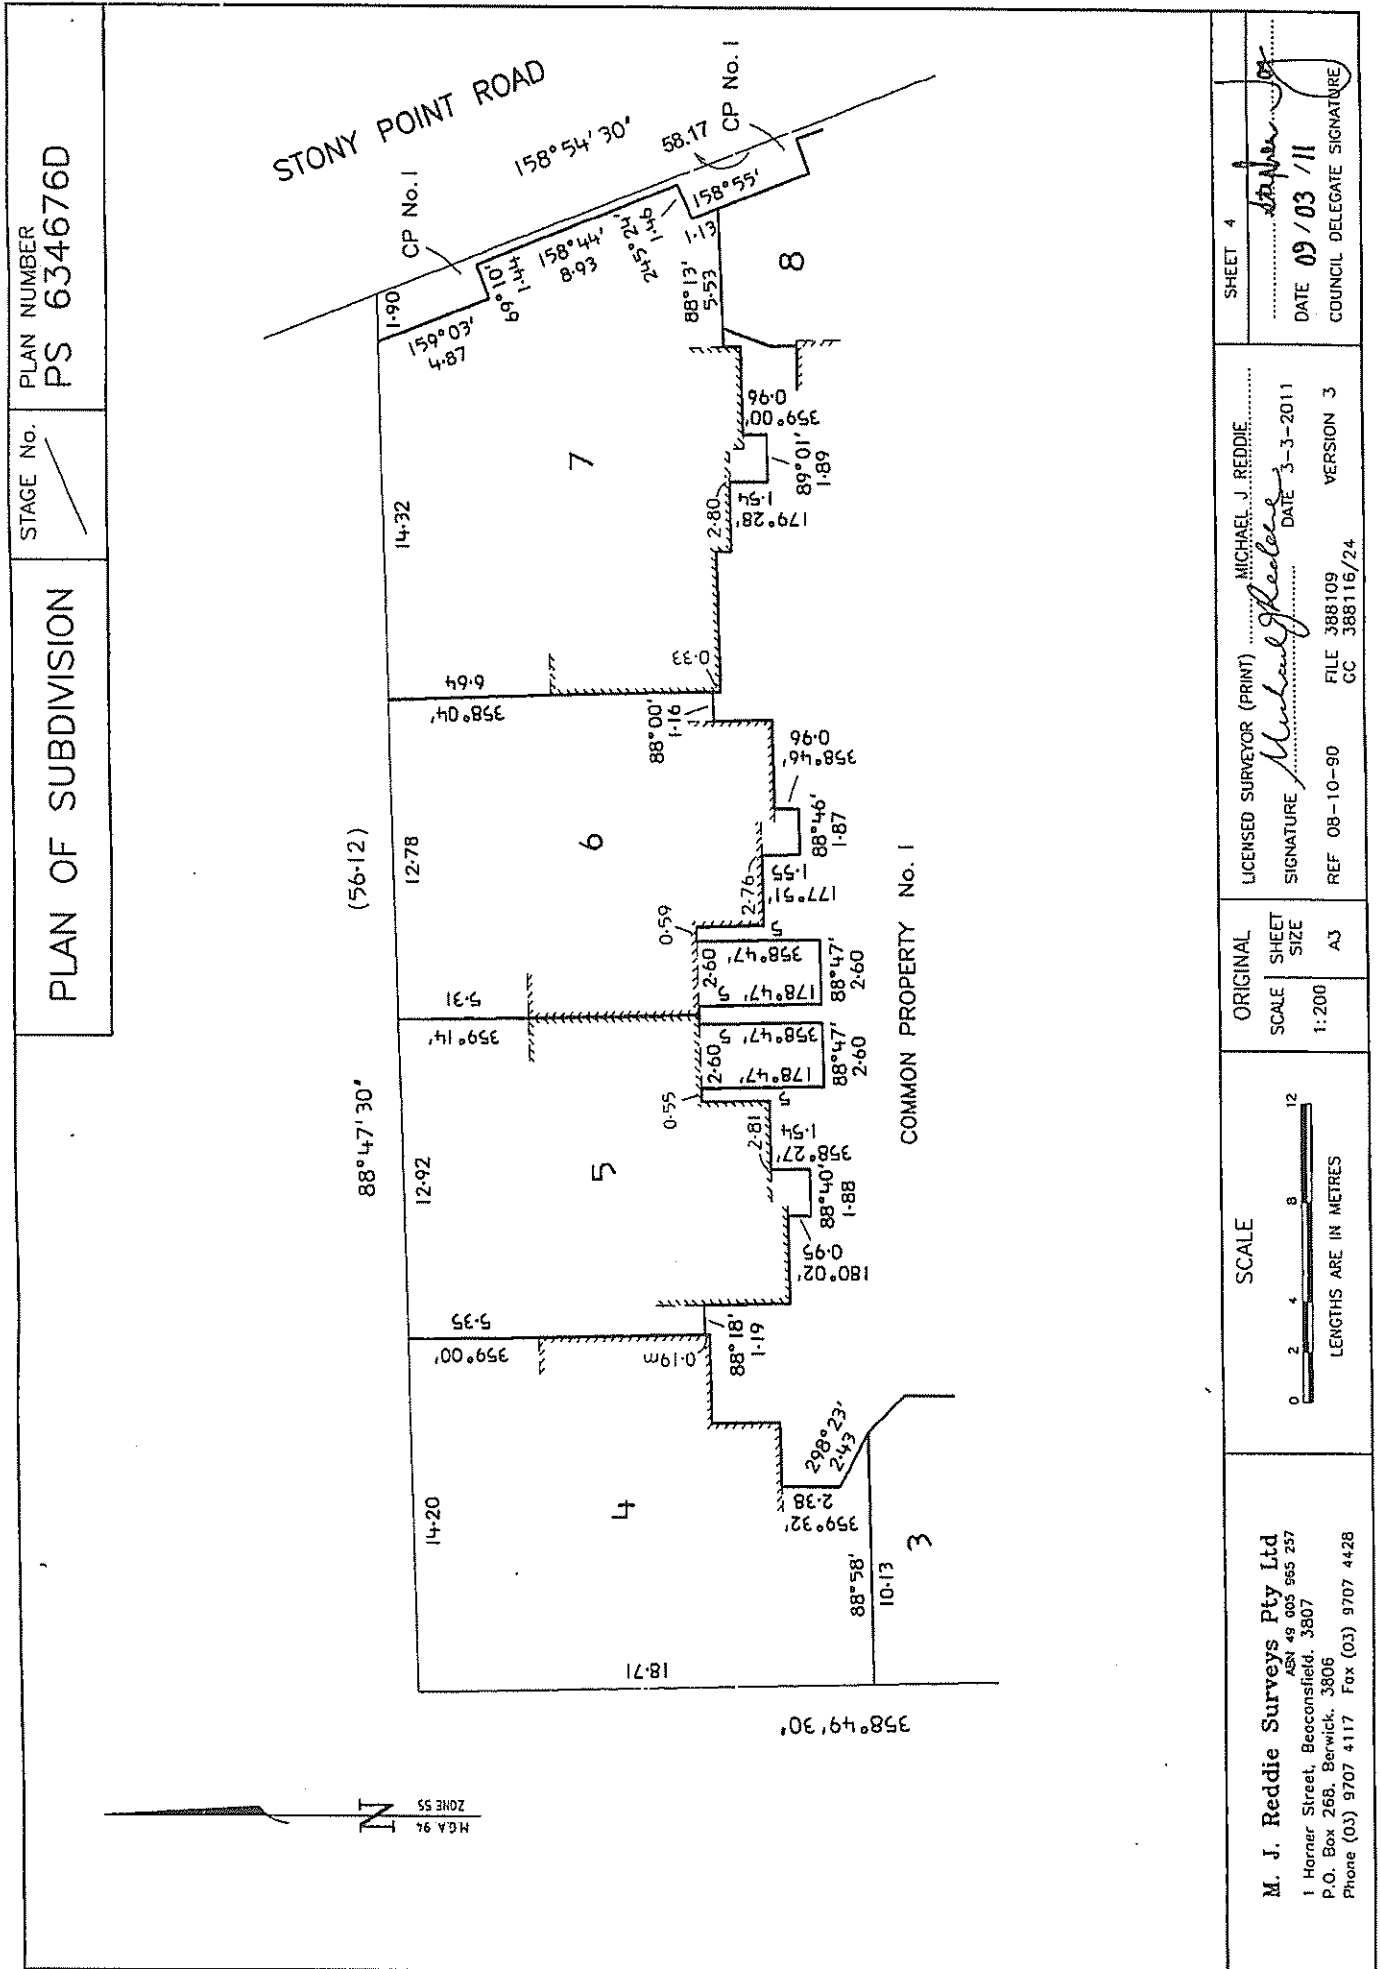 PLAN OF SUBDIVISION
STAGE No.
PLAN NUMBER
PS 634676D
STONY POINT ROAD
158°54'30"
58.17
CP No. 1
CP No. 1
88°47'30"
(56·12)
14·20
12·92
12·78
14·32
1·90
159°03'
4·87
69°10'
1·44
158°44'
8·93
245°24'
1·46
158°55'
1·13
88°13'
5·53
8
7
359°00'
0·96
89°01'
1·89
179°28'
1·54
2·80
0·33
358°04'
6·64
88°00'
1·16
6
358°46'
0·96
88°46'
1·87
177°51'
1·55
2·76
0·59
2·60
358°47'
5
178°47'
5
88°47'
2·60
359°14'
5·31
2·60
358°47'
5
178°47'
5
88°47'
2·60
0·55
5
2·81
358°27'
1·54
88°40'
1·88
180°02'
0·95
359°00'
5·35
0·19m
88°18'
1·19
4
298°23'
2·43
359°32'
2·38
88°58'
10·13
3
18·71
358°49'30"
COMMON PROPERTY No. 1
N
M.G.A. 94
ZONE 55
M. J. Reddie Surveys Pty Ltd
ABN 49 005 965 257
1 Horner Street, Beaconsfield. 3807
P.O. Box 268. Berwick. 3806
Phone (03) 9707 4117 Fax (03) 9707 4428
SCALE
0 2 4 8 12
LENGTHS ARE IN METRES
ORIGINAL
SCALE
1:200
SHEET SIZE
A3
LICENSED SURVEYOR (PRINT) MICHAEL J REDDIE
SIGNATURE Michael J Reddie DATE 3-3-2011
REF 08-10-90 FILE 388109 VERSION 3
CC 388116/24
SHEET 4
DATE 09/03/11
COUNCIL DELEGATE SIGNATURE